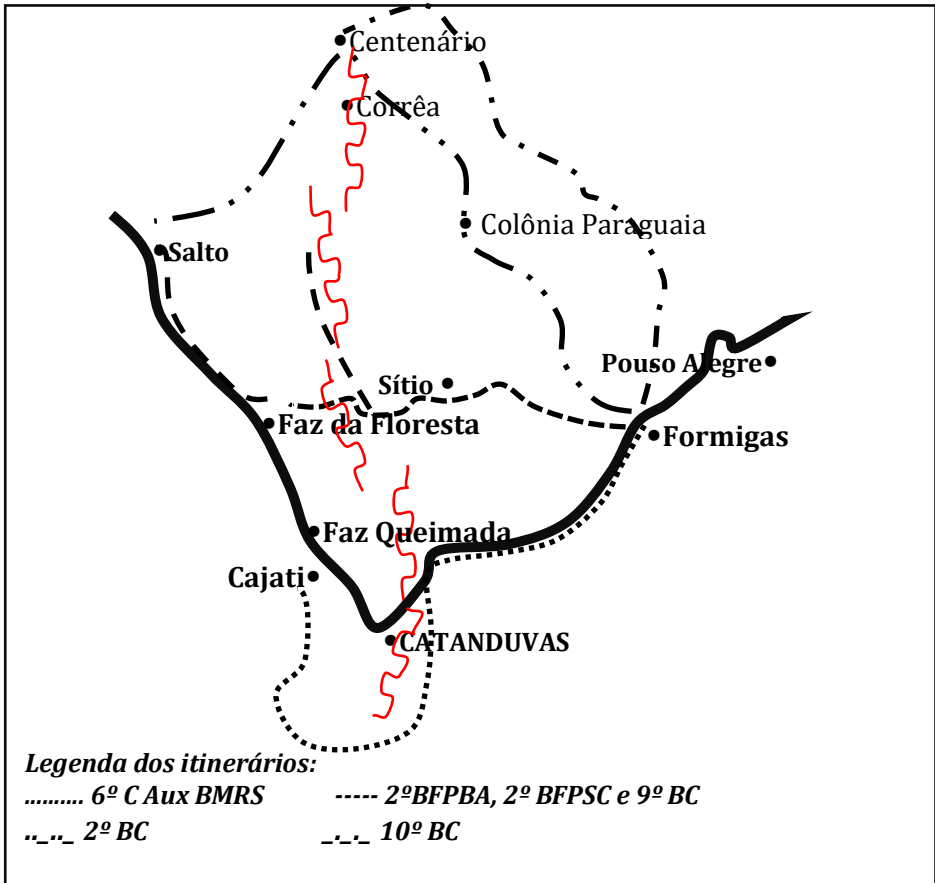 Centenário
Corrêa
Colônia Paraguaia
Salto
Pouso Alegre
Sítio
Faz da Floresta
Formigas
Faz Queimada
Cajati
CATANDUVAS
Legenda dos itinerários:
.......... 6º C Aux BMRS ----- 2ºBFPBA, 2º BFPSC e 9º BC
.._.._ 2º BC _._._ 10º BC